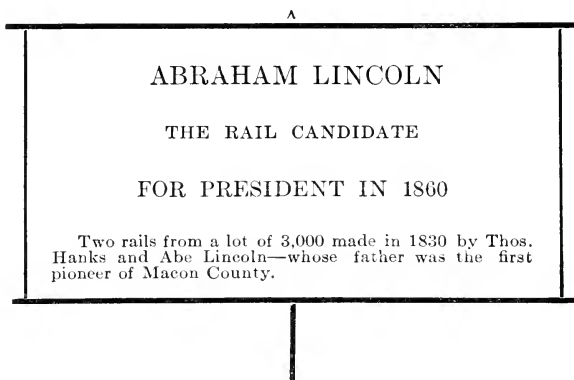 A
ABRAHAM LINCOLN
THE RAIL CANDIDATE
FOR PRESIDENT IN 1860
Two rails from a lot of 3,000 made in 1830 by Thos.
Hanks and Abe Lincoln—whose father was the first
pioneer of Macon County.